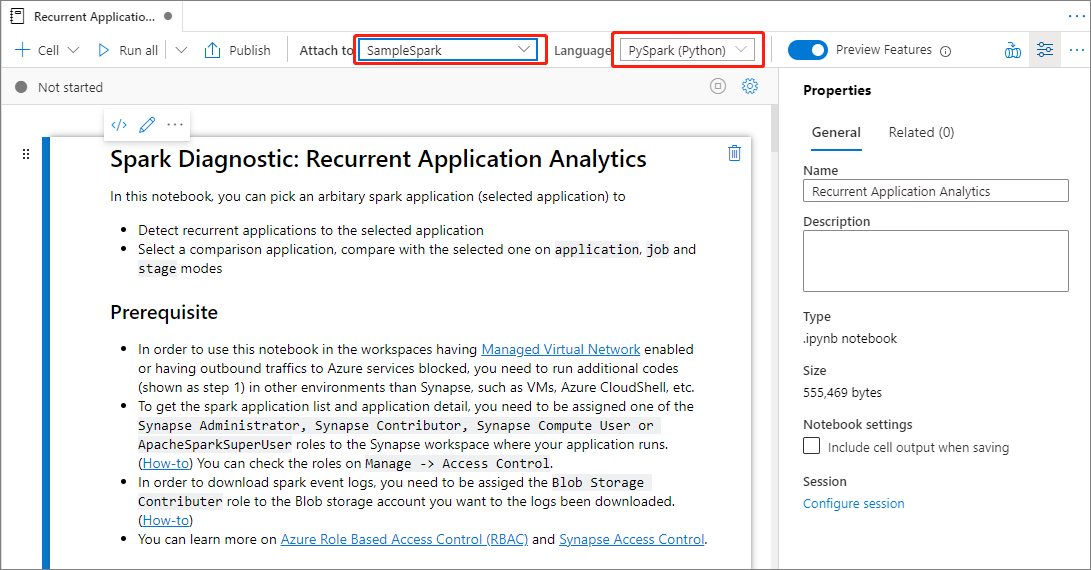 Recurrent Applicatio...
Cell
Run all
Publish
Attach to
SampleSpark
Language
PySpark (Python)
Preview Features
Not started
Spark Diagnostic: Recurrent Application Analytics
In this notebook, you can pick an arbitary spark application (selected application) to
Detect recurrent applications to the selected application
Select a comparison application, compare with the selected one on application, job and
stage modes
Prerequisite
In order to use this notebook in the workspaces having Managed Virtual Network enabled
or having outbound traffics to Azure services blocked, you need to run additional codes
(shown as step 1) in other environments than Synapse, such as VMs, Azure CloudShell, etc.
To get the spark application list and application detail, you need to be assigned one of the
Synapse Administrator, Synapse Contributor, Synapse Compute User or
ApacheSparkSuperUser roles to the Synapse workspace where your application runs.
(How-to) You can check the roles on Manage -> Access Control.
In order to download spark event logs, you need to be assiged the Blob Storage
Contributer role to the Blob storage account you want to the logs been downloaded.
(How-to)
You can learn more on Azure Role Based Access Control (RBAC) and Synapse Access Control.
Properties
General
Related (0)
Name
Recurrent Application Analytics
Description
Type
.ipynb notebook
Size
555,469 bytes
Notebook settings
Include cell output when saving
Session
Configure session